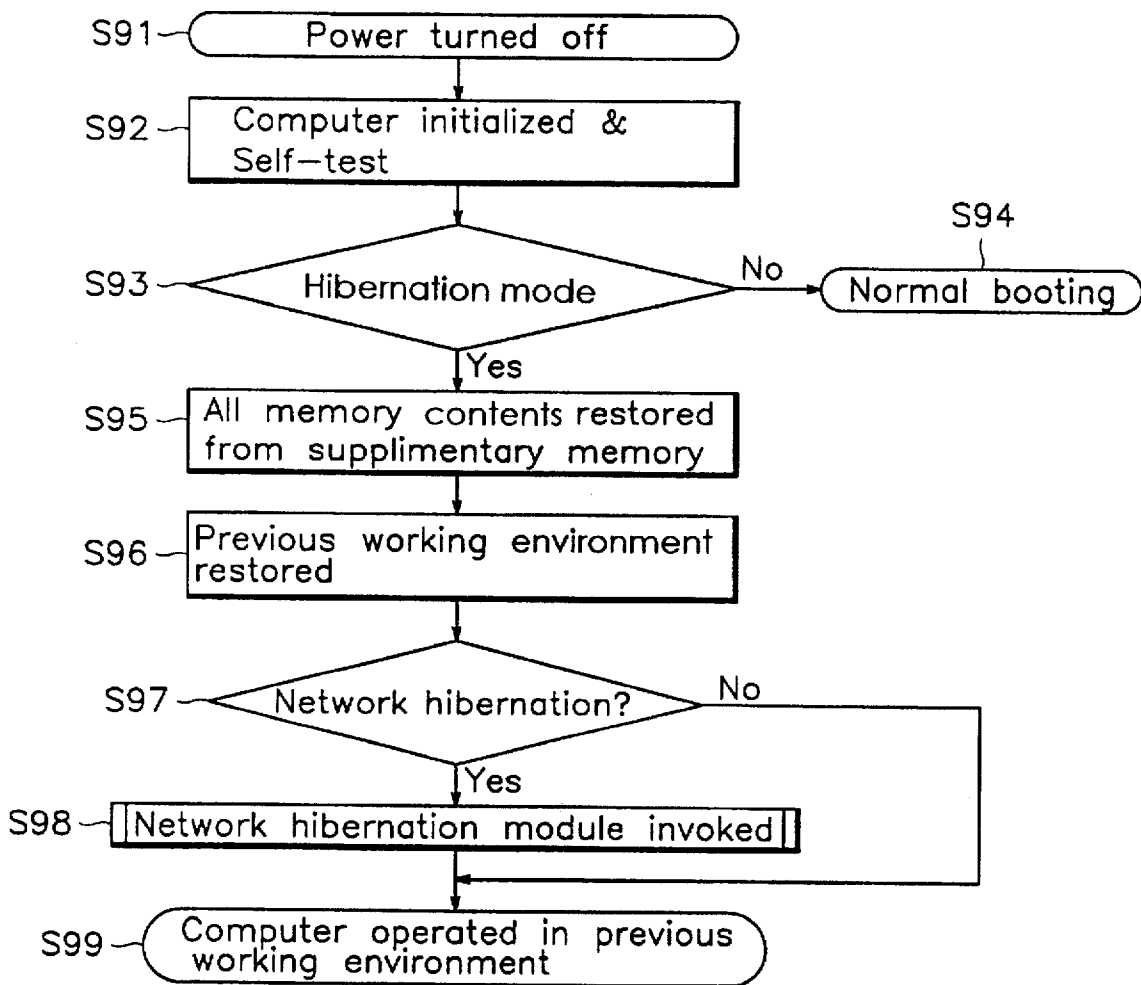 S91
Power turned off
S92
Computer initialized &
Self-test
S93
Hibernation mode
No
S94
Normal booting
Yes
S95
All memory contents restored
from supplimentary memory
S96
Previous working environment
restored
S97
Network hibernation?
No
Yes
S98
Network hibernation module invoked
S99
Computer operated in previous
working environment